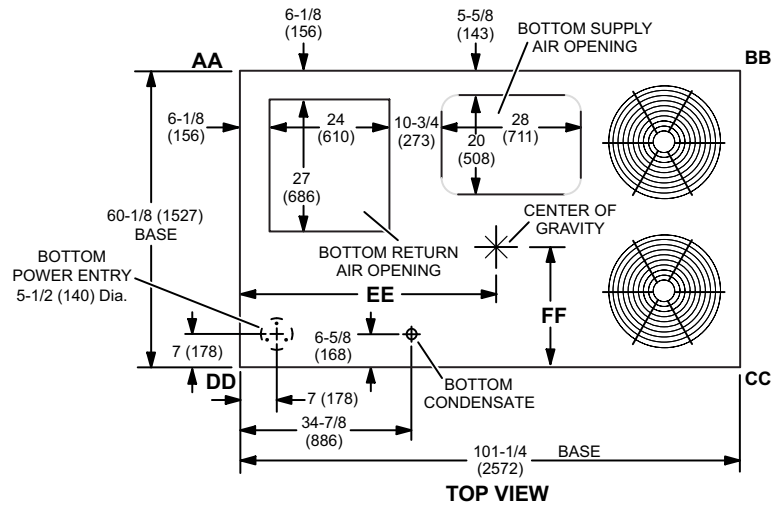 6-1/8
(156)
5-5/8
(143)
BOTTOM SUPPLY
AIR OPENING
AA
BB
6-1/8
(156)
24
(610)
10-3/4
(273)
28
(711)
20
(508)
27
(686)
60-1/8 (1527)
BASE
CENTER OF
GRAVITY
BOTTOM
POWER ENTRY
5-1/2 (140) Dia.
BOTTOM RETURN
AIR OPENING
EE
FF
7 (178)
6-5/8
(168)
DD
CC
7 (178)
BOTTOM
CONDENSATE
34-7/8
(886)
101-1/4
(2572)
BASE
TOP VIEW